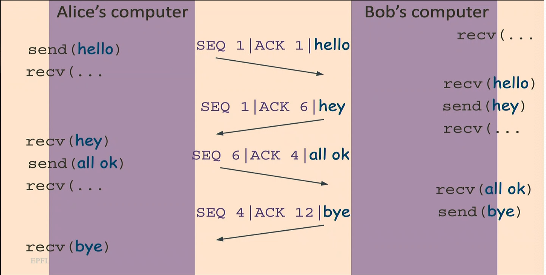 Alice's computer
Bob's computer
recv(...
send(hello)
SEQ 1|ACK 1|hello
recv(...
recv(hello)
SEQ 1|ACK 6|hey
send(hey)
recv(...
recv(hey)
SEQ 6|ACK 4|all ok
send(all ok)
recv(...
recv(all ok)
SEQ 4|ACK 12|bye
send(bye)
recv(bye)